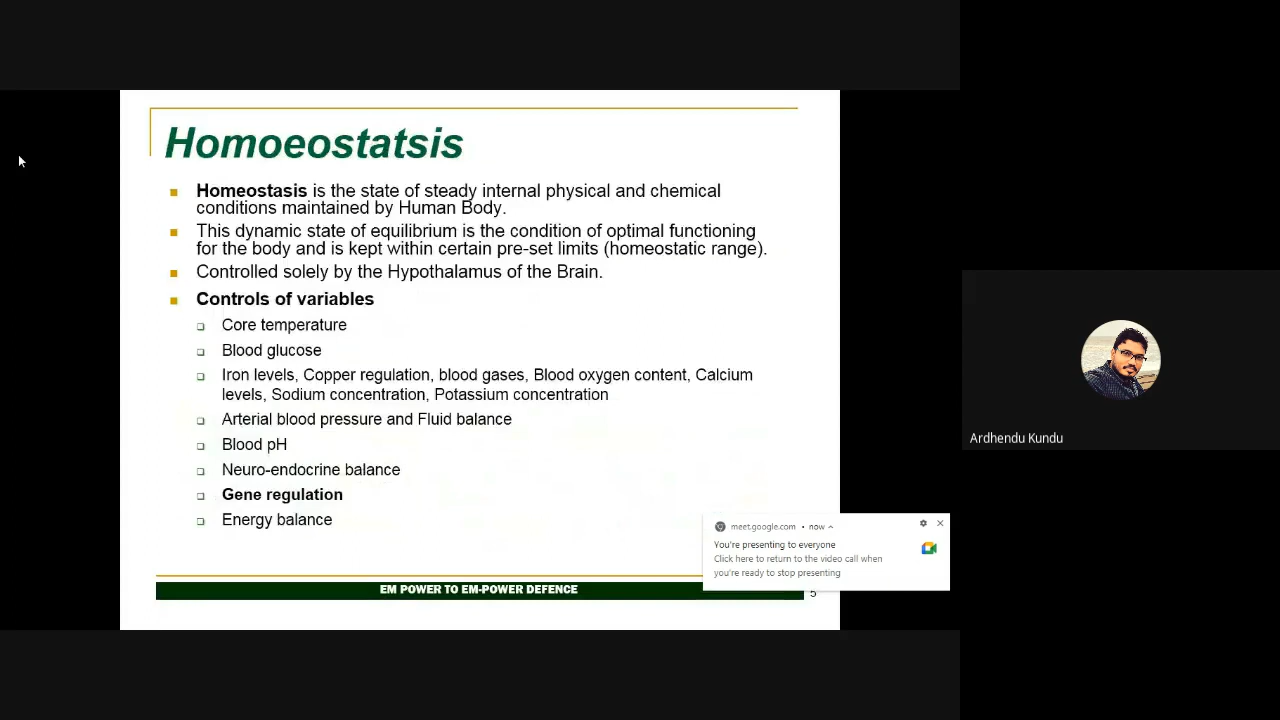 Homoeostatsis
Homeostasis is the state of steady internal physical and chemical
conditions maintained by Human Body.
This dynamic state of equilibrium is the condition of optimal functioning
for the body and is kept within certain pre-set limits (homeostatic range).
Controlled solely by the Hypothalamus of the Brain.
Controls of variables
Core temperature
Blood glucose
Iron levels, Copper regulation, blood gases, Blood oxygen content, Calcium
levels, Sodium concentration, Potassium concentration
Arterial blood pressure and Fluid balance
Blood pH
Neuro-endocrine balance
Gene regulation
Energy balance
EM POWER TO EM-POWER DEFENCE
5
meet.google.com • now
You're presenting to everyone
Click here to return to the video call when
you're ready to stop presenting
Ardhendu Kundu